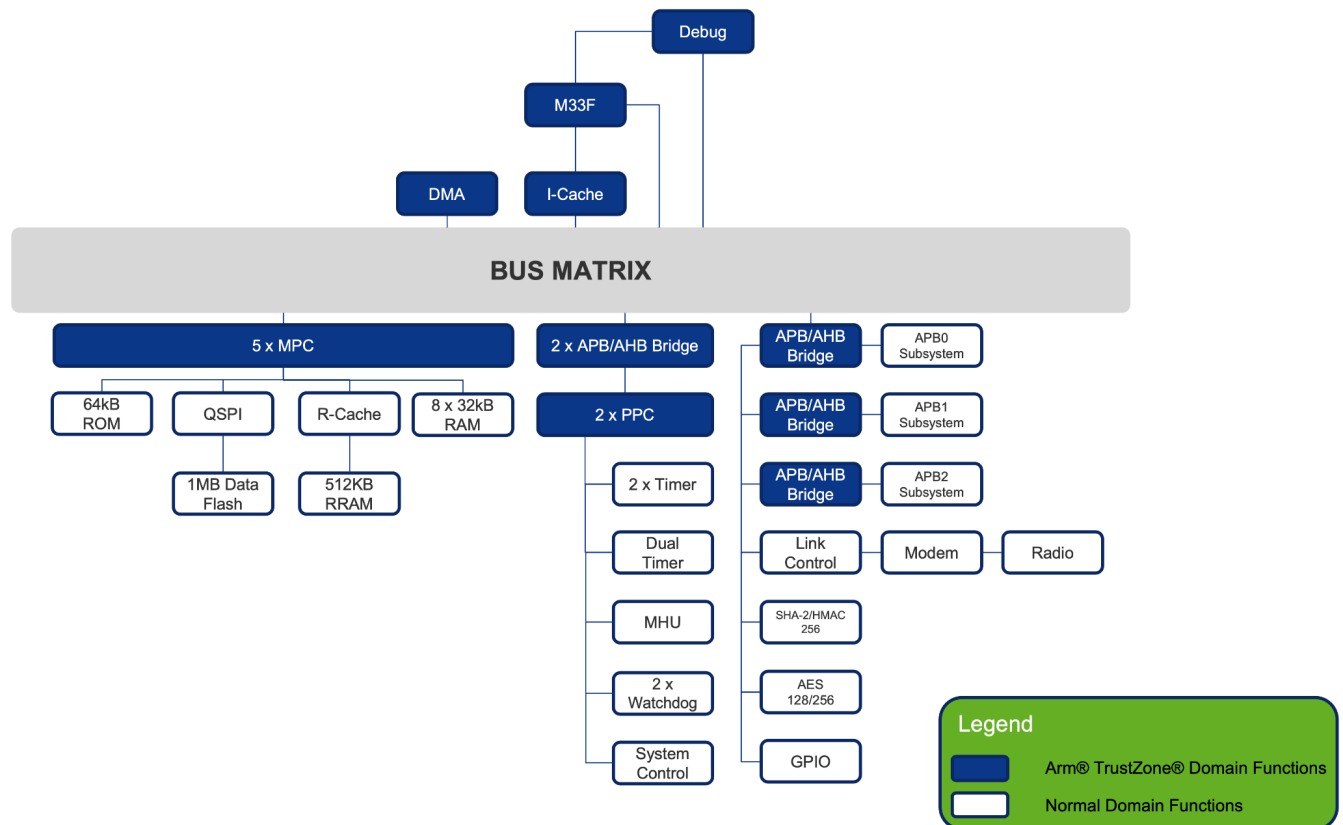 Debug
M33F
DMA
I-Cache
BUS MATRIX
5 x MPC
2 x APB/AHB Bridge
APB/AHB
Bridge
APB0
Subsystem
64kB
ROM
QSPI
R-Cache
8 x 32kB
RAM
2 x PPC
APB/AHB
Bridge
APB1
Subsystem
1MB Data
Flash
512KB
RRAM
2 x Timer
APB/AHB
Bridge
APB2
Subsystem
Dual
Timer
Link
Control
Modem
Radio
MHU
SHA-2/HMAC
256
2 x
Watchdog
AES
128/256
System
Control
GPIO
Legend
Arm® TrustZone® Domain Functions
Normal Domain Functions